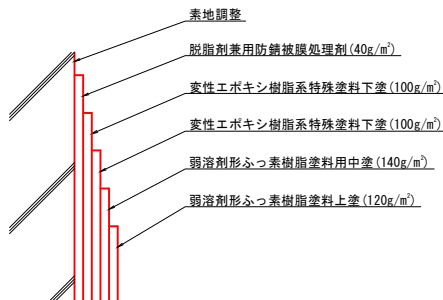 素地調整
脱脂剤兼用防錆被膜処理剤(40g/㎡)
変性エポキシ樹脂系特殊塗料下塗(100g/㎡)
変性エポキシ樹脂系特殊塗料下塗(100g/㎡)
弱溶剤形ふっ素樹脂塗料用中塗(140g/㎡)
弱溶剤形ふっ素樹脂塗料上塗(120g/㎡)